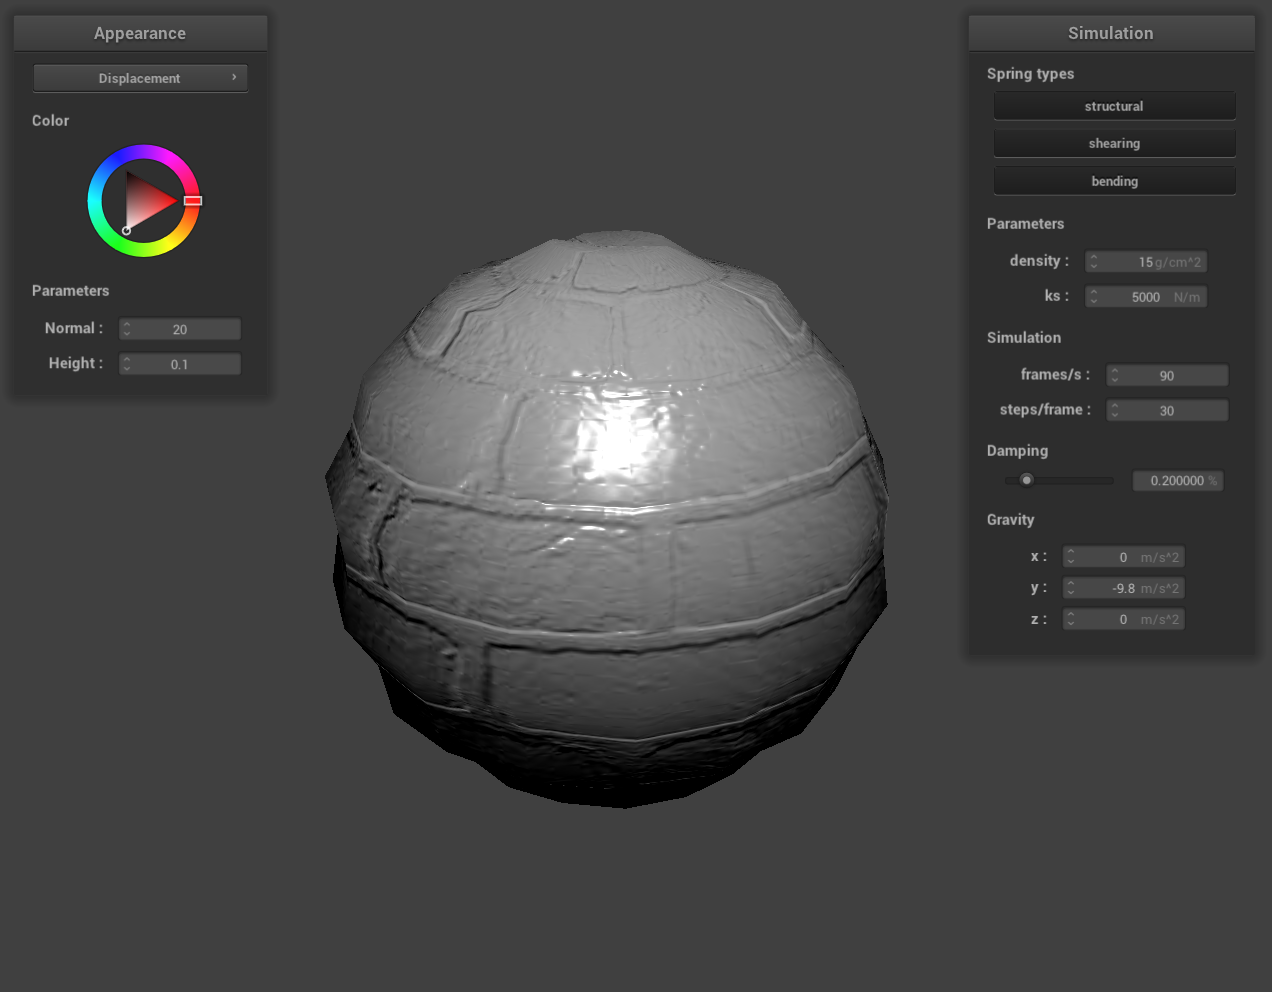 Appearance
Displacement
Color
Parameters
Normal : 20
Height : 0.1
Simulation
Spring types
structural
shearing
bending
Parameters
density : 15 g/cm^2
ks : 5000 N/m
Simulation
frames/s : 90
steps/frame : 30
Damping
0.200000 %
Gravity
x : 0 m/s^2
y : -9.8 m/s^2
z : 0 m/s^2